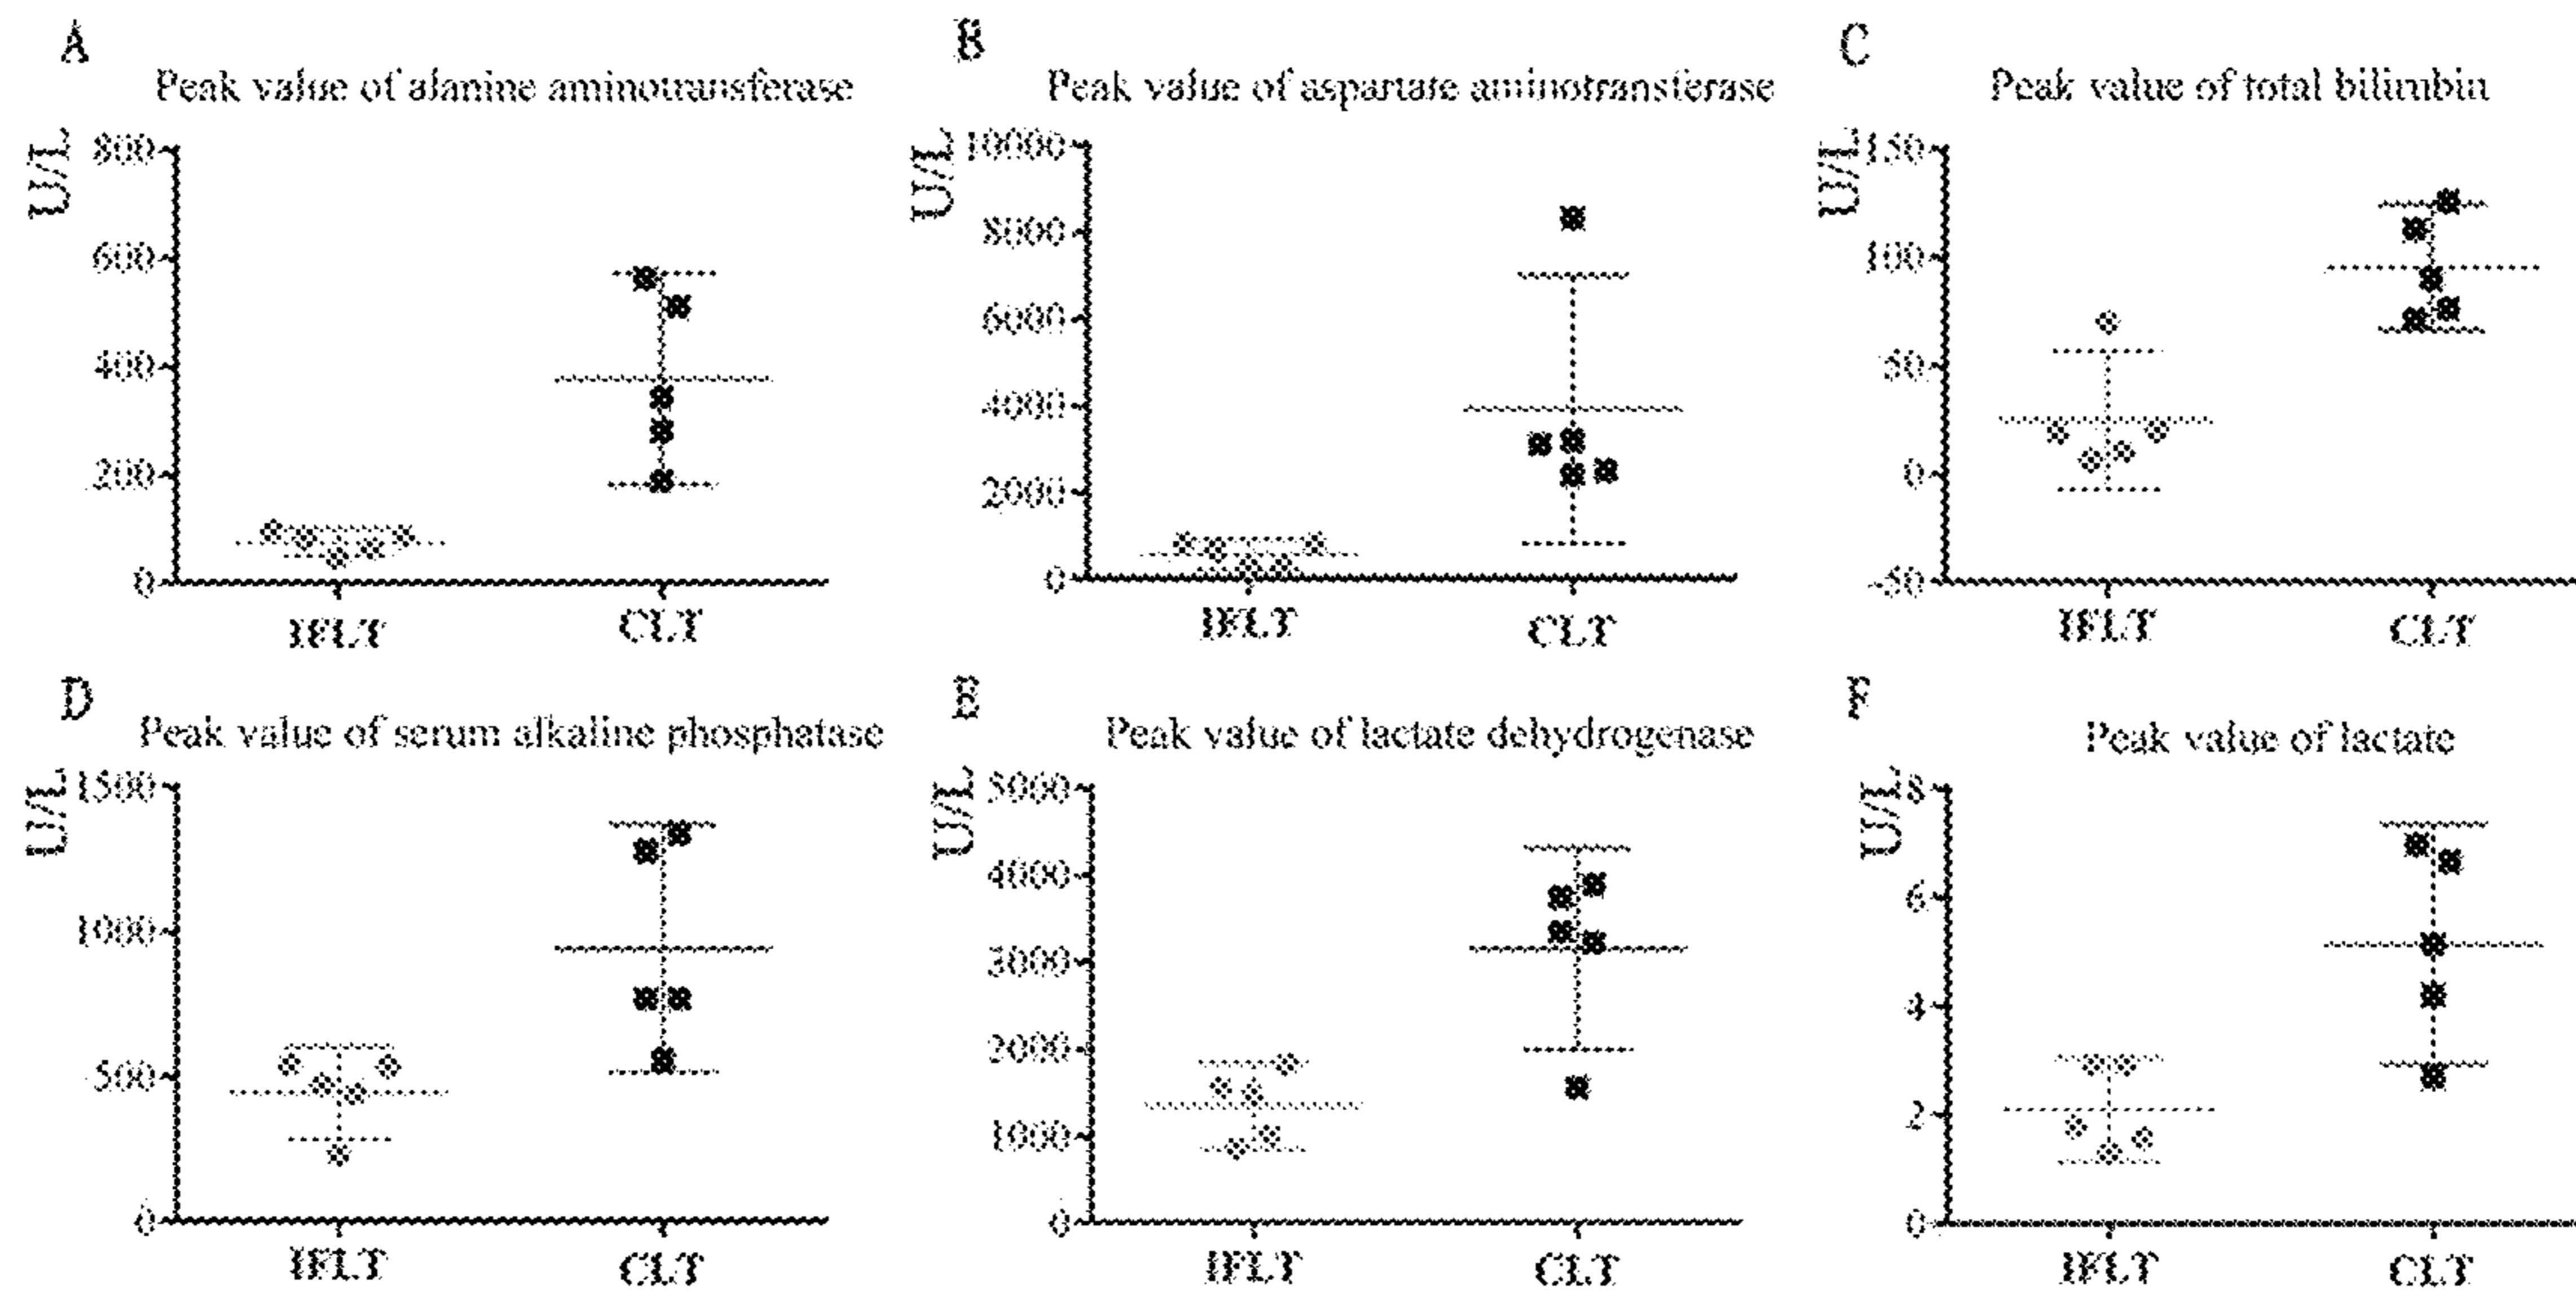 A
Peak value of alanine aminotransferase
U/L
800
600
400
200
0
IFLT
CLT
B
Peak value of aspartate aminotransferase
U/L
10000
8000
6000
4000
2000
0
IFLT
CLT
C
Peak value of total bilirubin
U/L
150
100
50
0
-50
IFLT
CLT
D
Peak value of serum alkaline phosphatase
U/L
1500
1000
500
0
IFLT
CLT
E
Peak value of lactate dehydrogenase
U/L
5000
4000
3000
2000
1000
0
IFLT
CLT
F
Peak value of lactate
U/L
8
6
4
2
0
IFLT
CLT